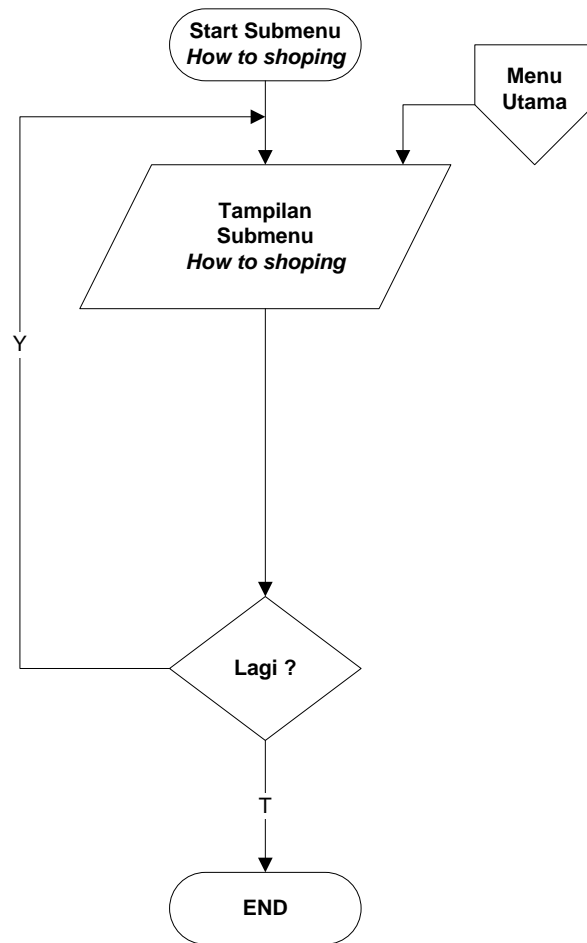 Start Submenu
How to shoping
Menu
Utama
Tampilan
Submenu
How to shoping
Y
Lagi ?
T
END